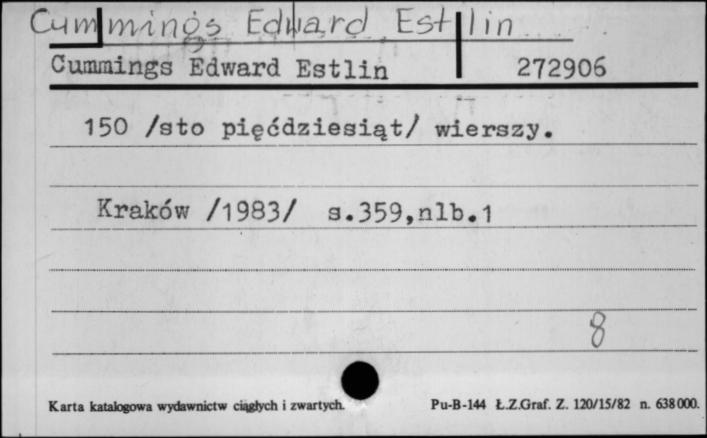 Cummings Edward Estlin
Cummings Edward Estlin 272906
150 /sto pięćdziesiąt/ wierszy.
Kraków /1983/ s.359,nlb.1
8
Karta katalogowa wydawnictw ciągłych i zwartych. Pu-B-144 Ł.Z.Graf. Z. 120/15/82 n. 638000.